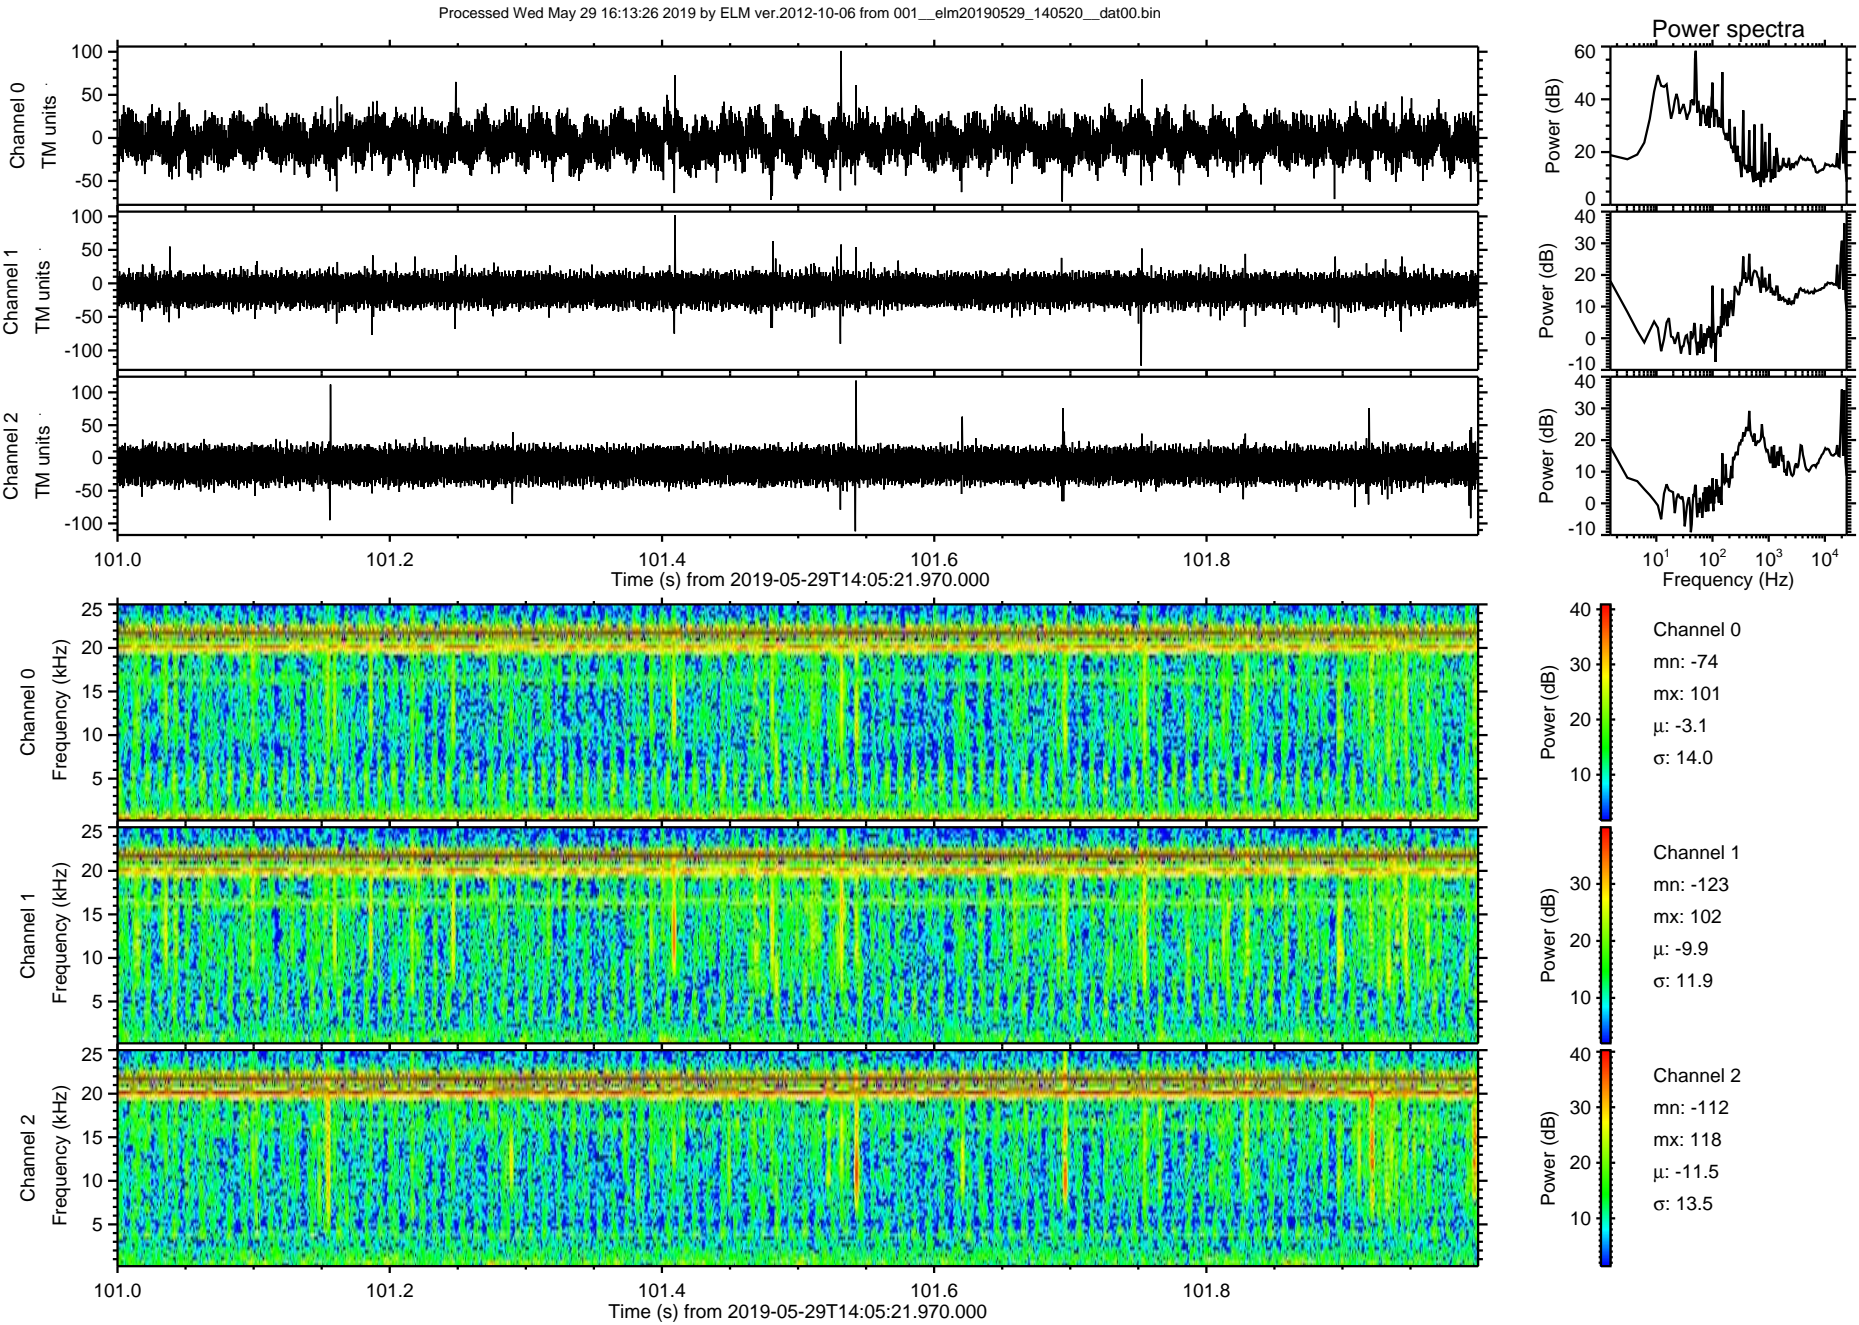 Processed Wed May 29 16:13:26 2019 by ELM ver.2012-10-06 from 001__elm20190529_140520__dat00.bin
Power spectra
Channel 0
TM units
100
50
0
-50
Power (dB)
60
40
20
0
Channel 1
TM units
100
50
0
-50
-100
Power (dB)
40
30
20
10
0
-10
Channel 2
TM units
100
50
0
-50
-100
Power (dB)
40
30
20
10
0
-10
101.0 101.2 101.4 101.6 101.8
Time (s) from 2019-05-29T14:05:21.970.000
10¹ 10² 10³ 10⁴
Frequency (Hz)
Channel 0
Frequency (kHz)
25
20
15
10
5
Power (dB)
40
30
20
10
Channel 0
mn: -74
mx: 101
μ: -3.1
σ: 14.0
Channel 1
Frequency (kHz)
25
20
15
10
5
Power (dB)
30
20
10
Channel 1
mn: -123
mx: 102
μ: -9.9
σ: 11.9
Channel 2
Frequency (kHz)
25
20
15
10
5
Power (dB)
40
30
20
10
Channel 2
mn: -112
mx: 118
μ: -11.5
σ: 13.5
101.0 101.2 101.4 101.6 101.8
Time (s) from 2019-05-29T14:05:21.970.000